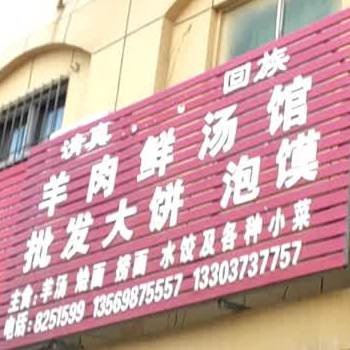 清真 回族
羊肉鲜汤馆
批发大饼 泡馍
主食:羊汤 烩面 捞面 水饺及各种小菜
电话:8251599 13569875557 13303737757